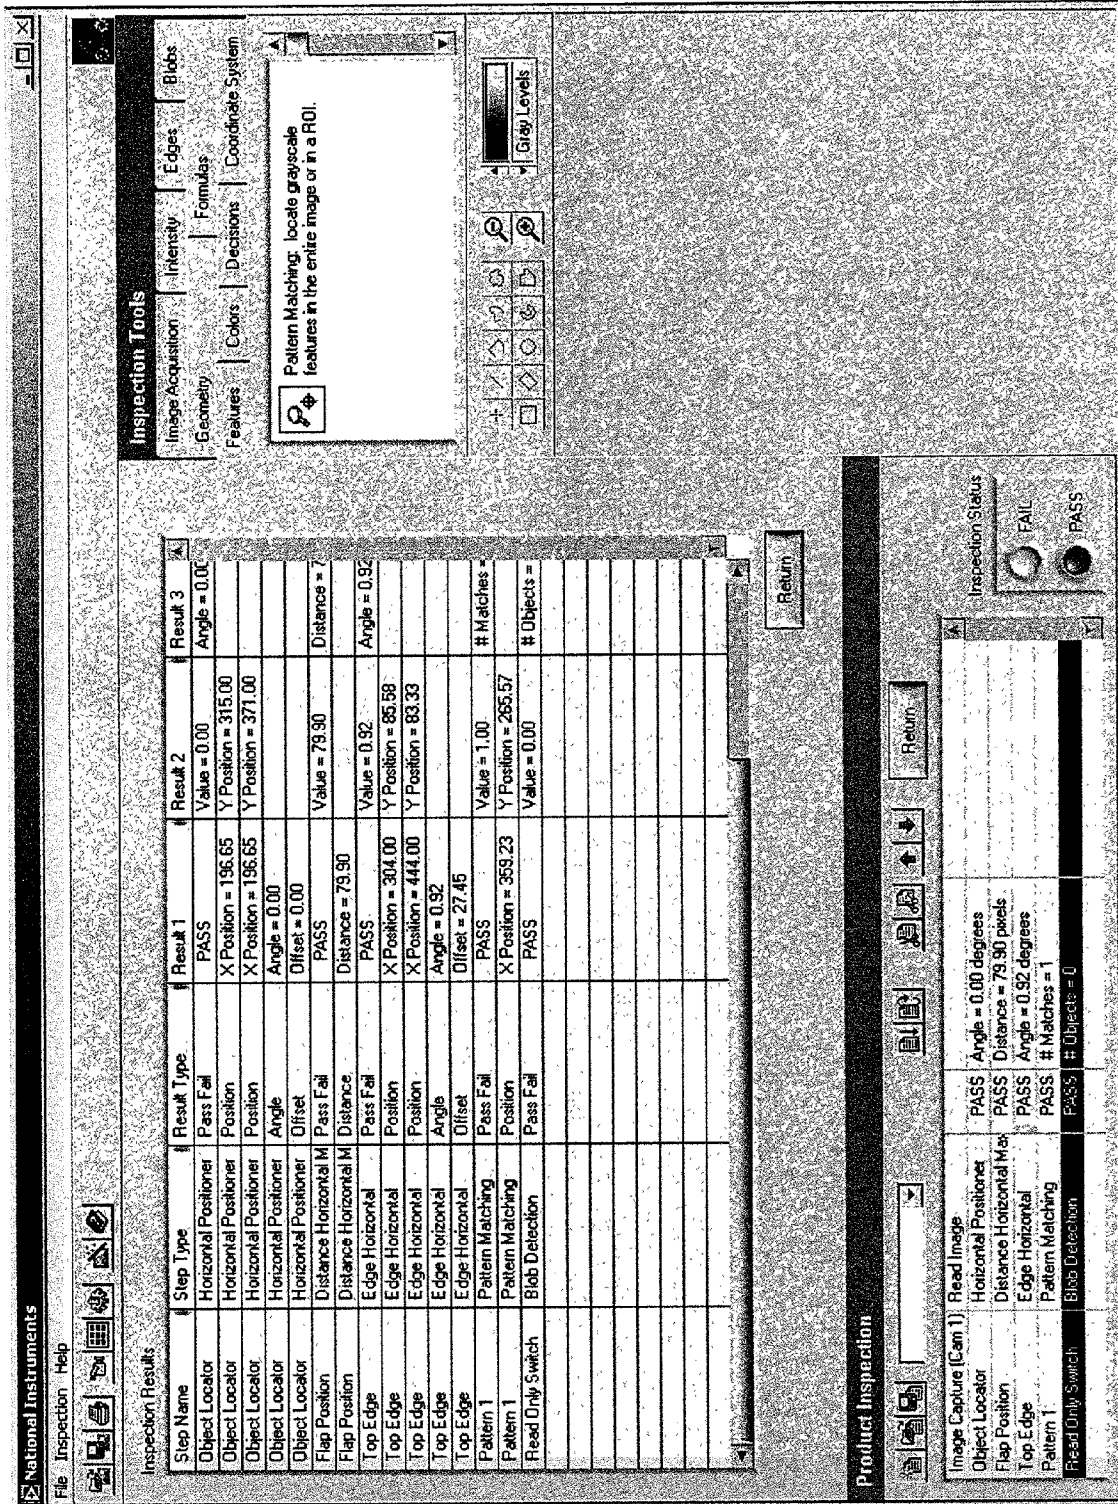 National Instruments
File Inspection Help
Inspection Results
Step Name Step Type Result Type Result 1 Result 2 Result 3
Object Locator Horizontal Positioner Pass Fail PASS Value = 0.00 Angle = 0.00
Object Locator Horizontal Positioner Position X Position = 196.65 Y Position = 315.00
Object Locator Horizontal Positioner Position X Position = 196.65 Y Position = 371.00
Object Locator Horizontal Positioner Angle Angle = 0.00
Object Locator Horizontal Positioner Offset Offset = 0.00
Flap Position Distance Horizontal M Pass Fail PASS Value = 79.90 Distance = 7
Flap Position Distance Horizontal M Distance Distance = 79.90
Top Edge Edge Horizontal Pass Fail PASS Value = 0.92 Angle = 0.92
Top Edge Edge Horizontal Position X Position = 304.00 Y Position = 85.58
Top Edge Edge Horizontal Position X Position = 444.00 Y Position = 83.33
Top Edge Edge Horizontal Angle Angle = 0.92
Top Edge Edge Horizontal Offset Offset = 27.45
Pattern 1 Pattern Matching Pass Fail PASS Value = 1.00 # Matches =
Pattern 1 Pattern Matching Position X Position = 359.23 Y Position = 265.57
Read Only Switch Blob Detection Pass Fail PASS Value = 0.00 # Objects =
Return
Inspection Tools
Image Acquisition Intensity Edges Blobs
Geometry Formulas
Features Colors Decisions Coordinate System
Pattern Matching: locate grayscale
features in the entire image or in a ROI.
Gray Levels
Product Inspection
Return
Image Capture (Cam 1) Read Image
Object Locator Horizontal Positioner PASS Angle = 0.00 degrees
Flap Position Distance Horizontal Max PASS Distance = 79.90 pixels
Top Edge Edge Horizontal PASS Angle = 0.92 degrees
Pattern 1 Pattern Matching PASS # Matches = 1
Read Only Switch Blob Detection PASS # Objects = 0
Inspection Status
FAIL
PASS